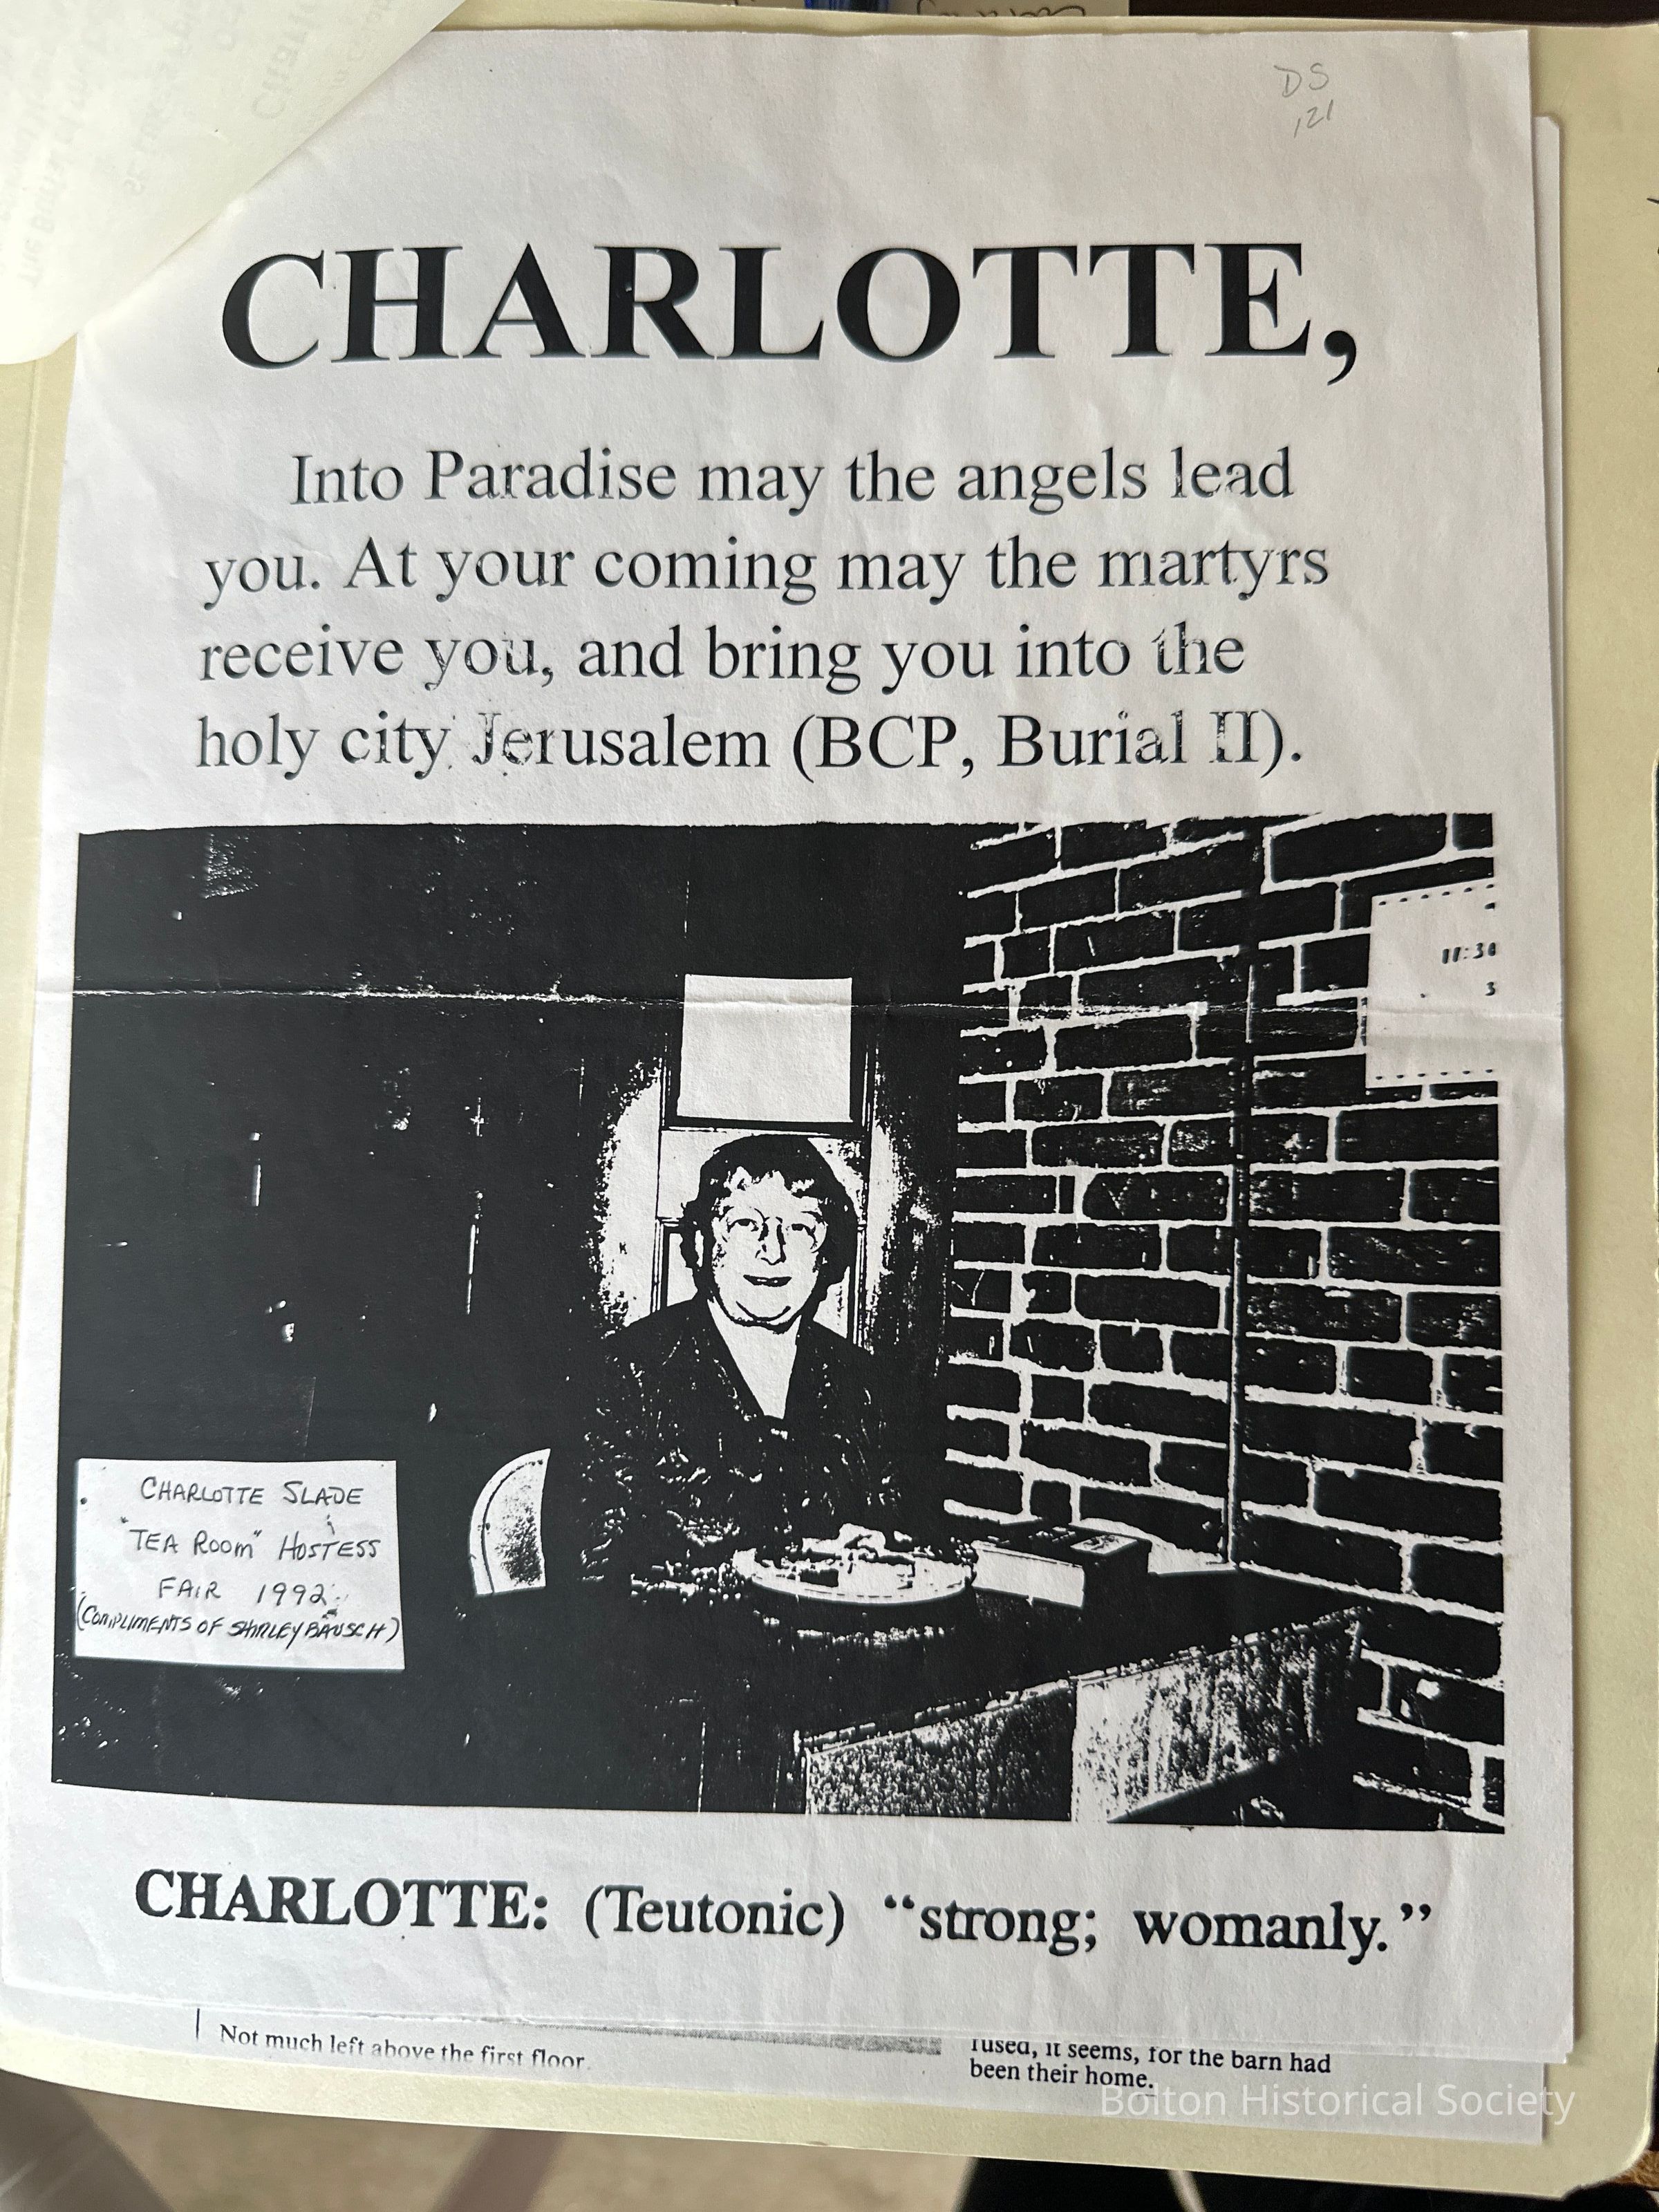 DS
121
CHARLOTTE,
Into Paradise may the angels lead
you. At your coming may the martyrs
receive you, and bring you into the
holy city Jerusalem (BCP, Burial II).
11:30
3
CHARLOTTE SLADE
"TEA ROOM" HOSTESS
FAIR 1992
(COMPLIMENTS OF SHIRLEY BAUSCH)
CHARLOTTE: (Teutonic) “strong; womanly.”
Not much left above the first floor.
fused, it seems, for the barn had
been their home.
Bolton Historical Society